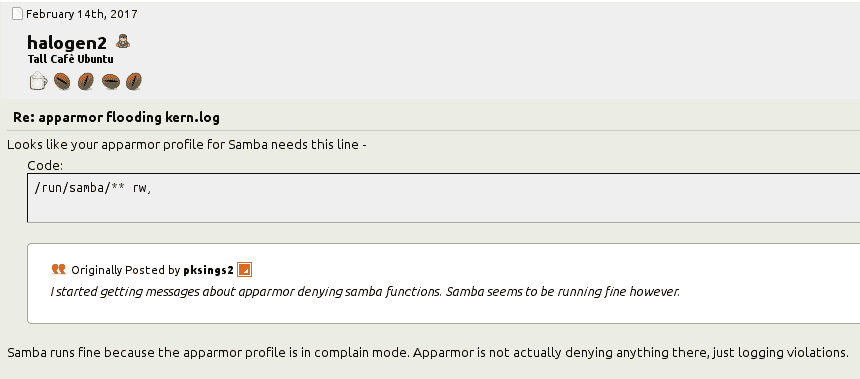 February 14th, 2017
halogen2
Tall Cafè Ubuntu
Re: apparmor flooding kern.log
Looks like your apparmor profile for Samba needs this line -
Code:
/run/samba/** rw,
Originally Posted by pksings2
I started getting messages about apparmor denying samba functions. Samba seems to be running fine however.
Samba runs fine because the apparmor profile is in complain mode. Apparmor is not actually denying anything there, just logging violations.